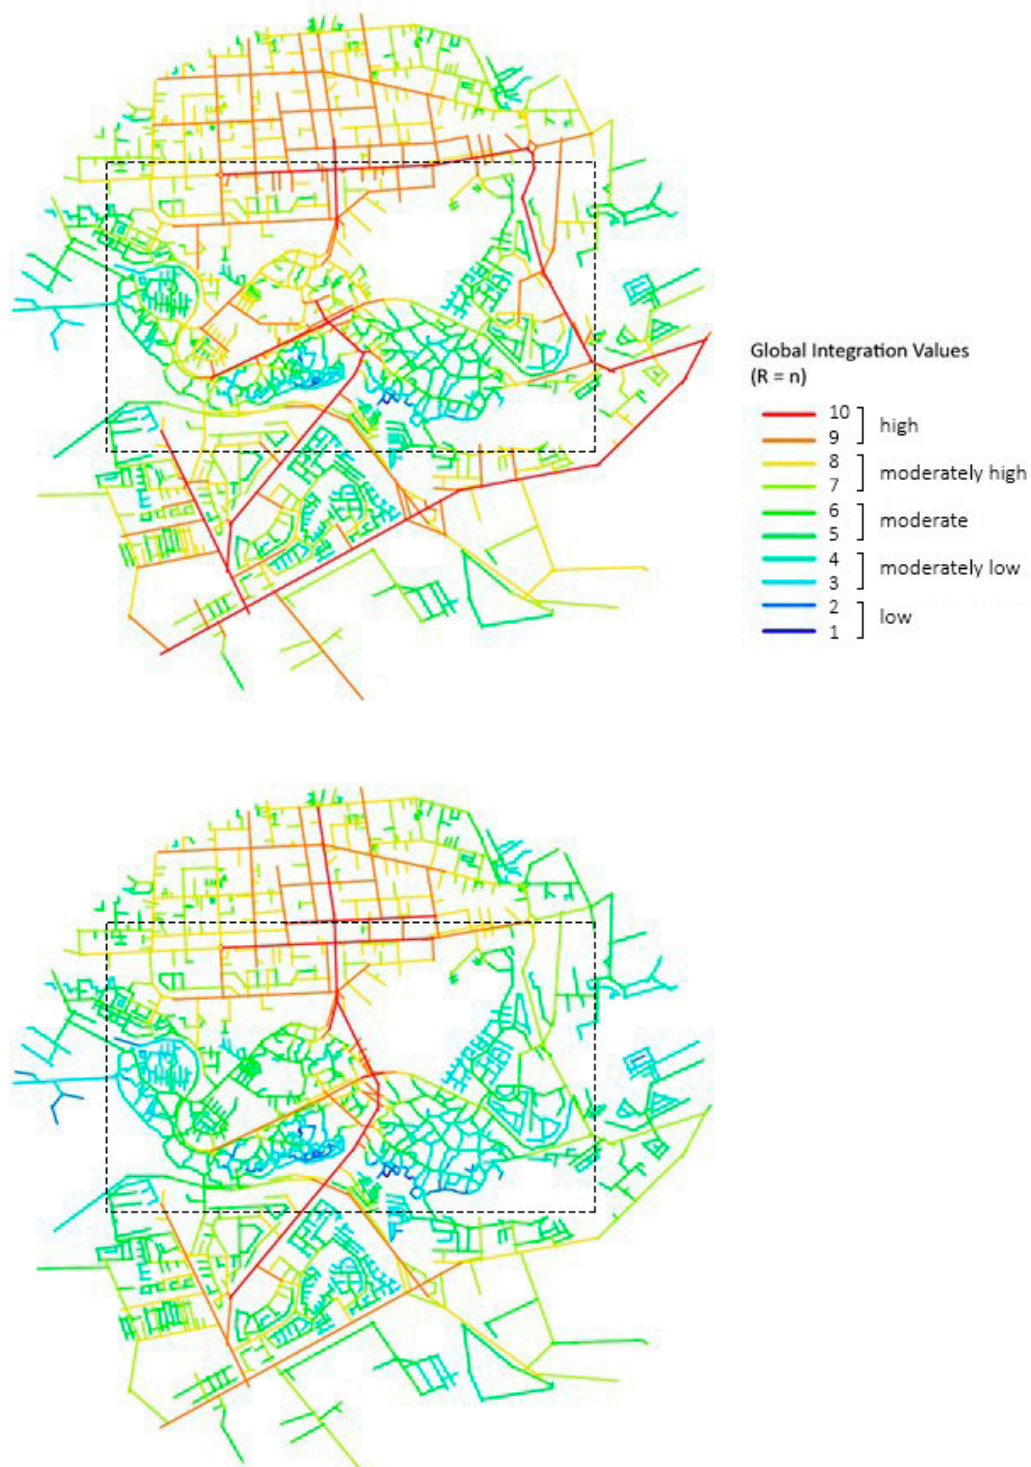 Global Integration Values
(R = n)
10
9
high
8
7
moderately high
6
5
moderate
4
3
moderately low
2
1
low